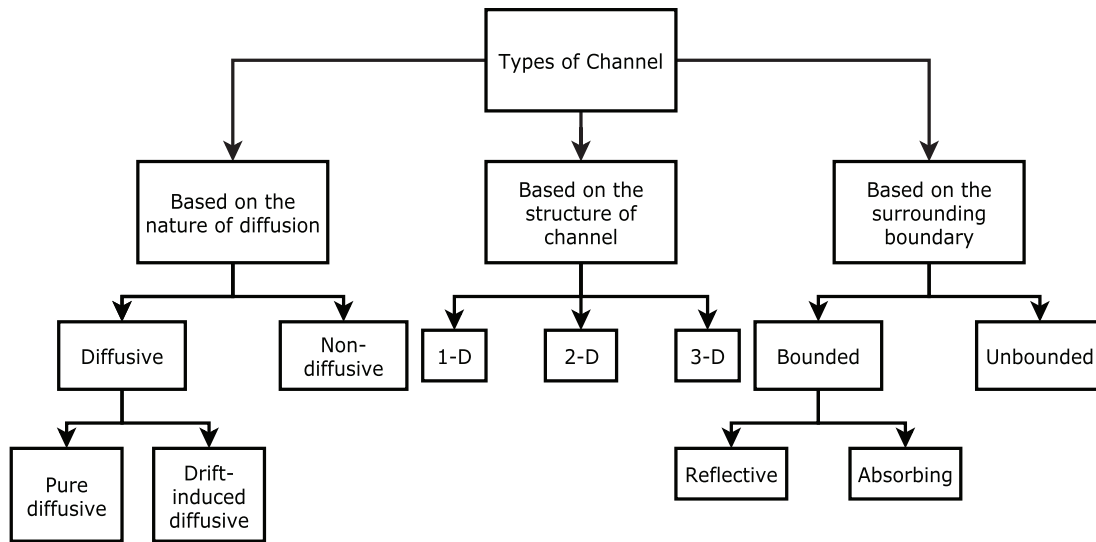 Types of Channel
Based on the
nature of diffusion
Based on the
structure of
channel
Based on the
surrounding
boundary
Diffusive
Non-
diffusive
1-D
2-D
3-D
Bounded
Unbounded
Pure
diffusive
Drift-
induced
diffusive
Reflective
Absorbing